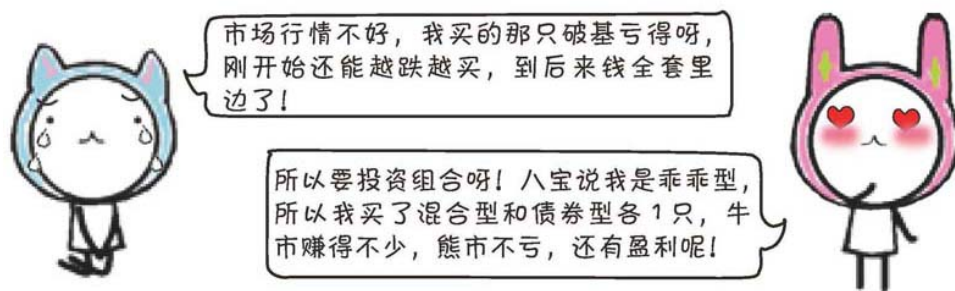 市场行情不好，我买的那只破基亏得呀，
刚开始还能越跌越买，到后来钱全套里
边了！
所以要投资组合呀！八宝说我是乖乖型，
所以我买了混合型和债券型各1只，牛
市赚得不少，熊市不亏，还有盈利呢！